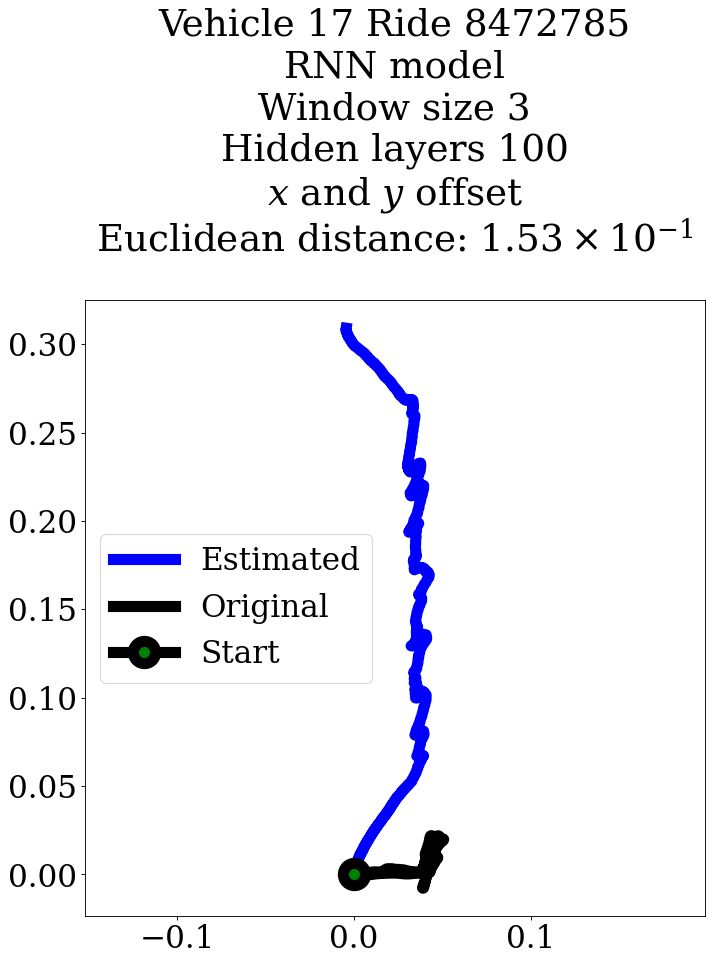 Vehicle 17 Ride 8472785
RNN model
Window size 3
Hidden layers 100
x and y offset
Euclidean distance: 1.53 × 10⁻¹
0.30
0.25
0.20
0.15
0.10
0.05
0.00
Estimated
Original
Start
−0.1 0.0 0.1